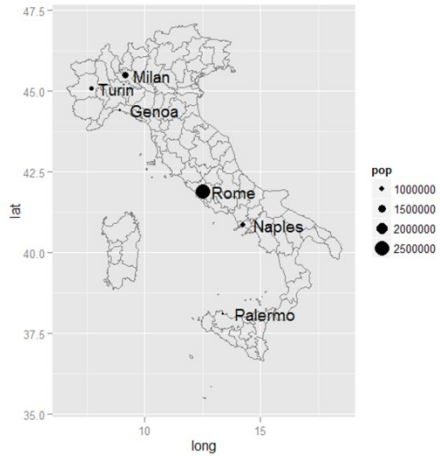 47.5
Milan
45.0
Turin
Genoa
42.5
pop
1000000
Rome
1500000
lat
2000000
Naples
2500000
40.0
Palermo
37.5
35.0
10
15
long